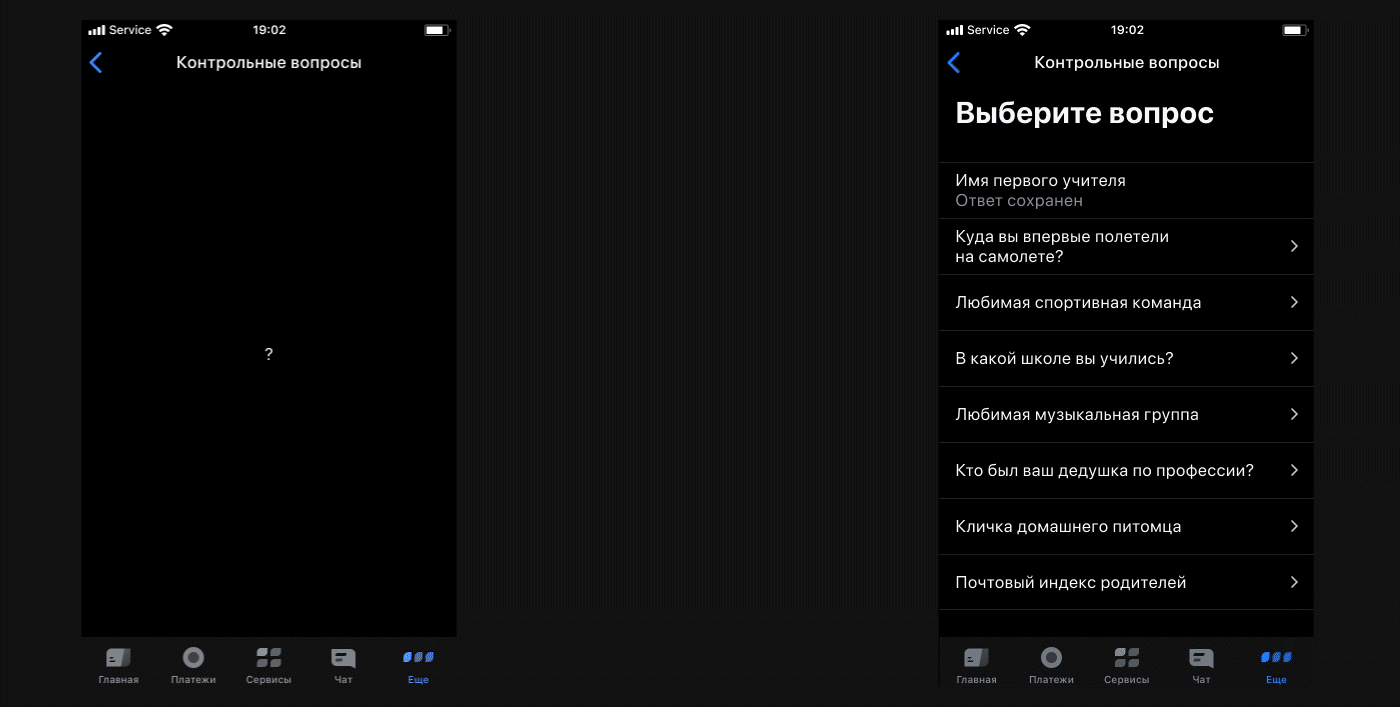 Service 19:02
Контрольные вопросы
?
Главная Платежи Сервисы Чат Еще
Service 19:02
Контрольные вопросы
Выберите вопрос
Имя первого учителя
Ответ сохранен
Куда вы впервые полетели
на самолете?
Любимая спортивная команда
В какой школе вы учились?
Любимая музыкальная группа
Кто был ваш дедушка по профессии?
Кличка домашнего питомца
Почтовый индекс родителей
Главная Платежи Сервисы Чат Еще